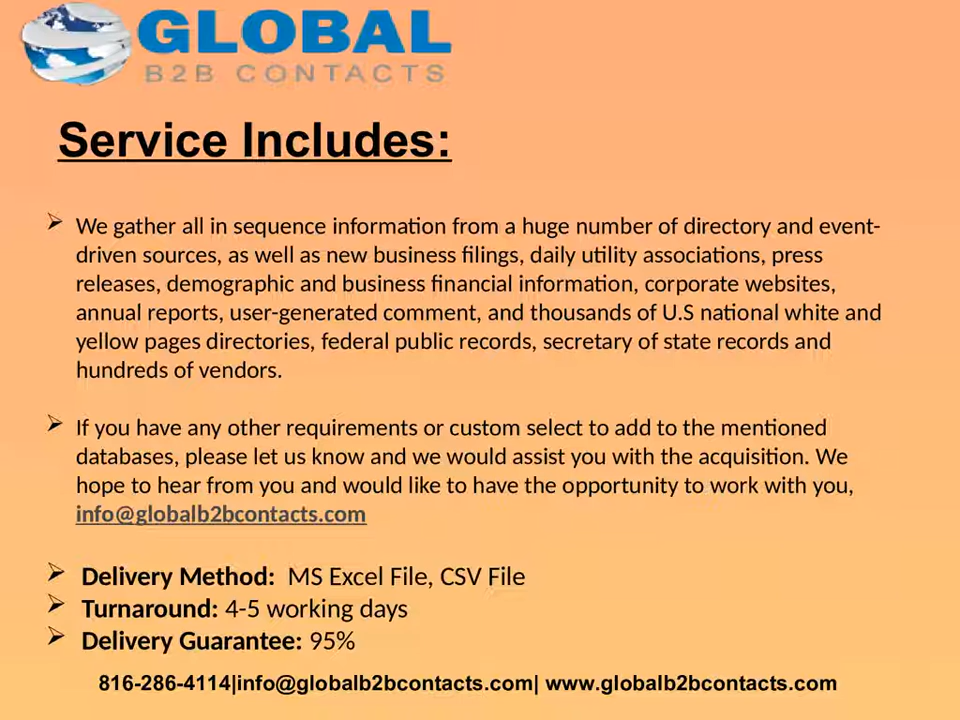 GLOBAL
B2B CONTACTS
Service Includes:
➢ We gather all in sequence information from a huge number of directory and event-
driven sources, as well as new business filings, daily utility associations, press
releases, demographic and business financial information, corporate websites,
annual reports, user-generated comment, and thousands of U.S national white and
yellow pages directories, federal public records, secretary of state records and
hundreds of vendors.
➢ If you have any other requirements or custom select to add to the mentioned
databases, please let us know and we would assist you with the acquisition. We
hope to hear from you and would like to have the opportunity to work with you,
info@globalb2bcontacts.com
➢ Delivery Method: MS Excel File, CSV File
➢ Turnaround: 4-5 working days
➢ Delivery Guarantee: 95%
816-286-4114|info@globalb2bcontacts.com| www.globalb2bcontacts.com